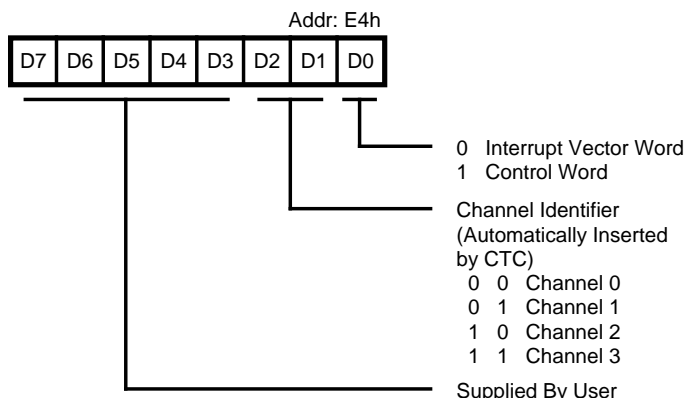 Addr: E4h
D7 D6 D5 D4 D3 D2 D1 D0
0 Interrupt Vector Word
1 Control Word
Channel Identifier
(Automatically Inserted
by CTC)
0 0 Channel 0
0 1 Channel 1
1 0 Channel 2
1 1 Channel 3
Supplied By User